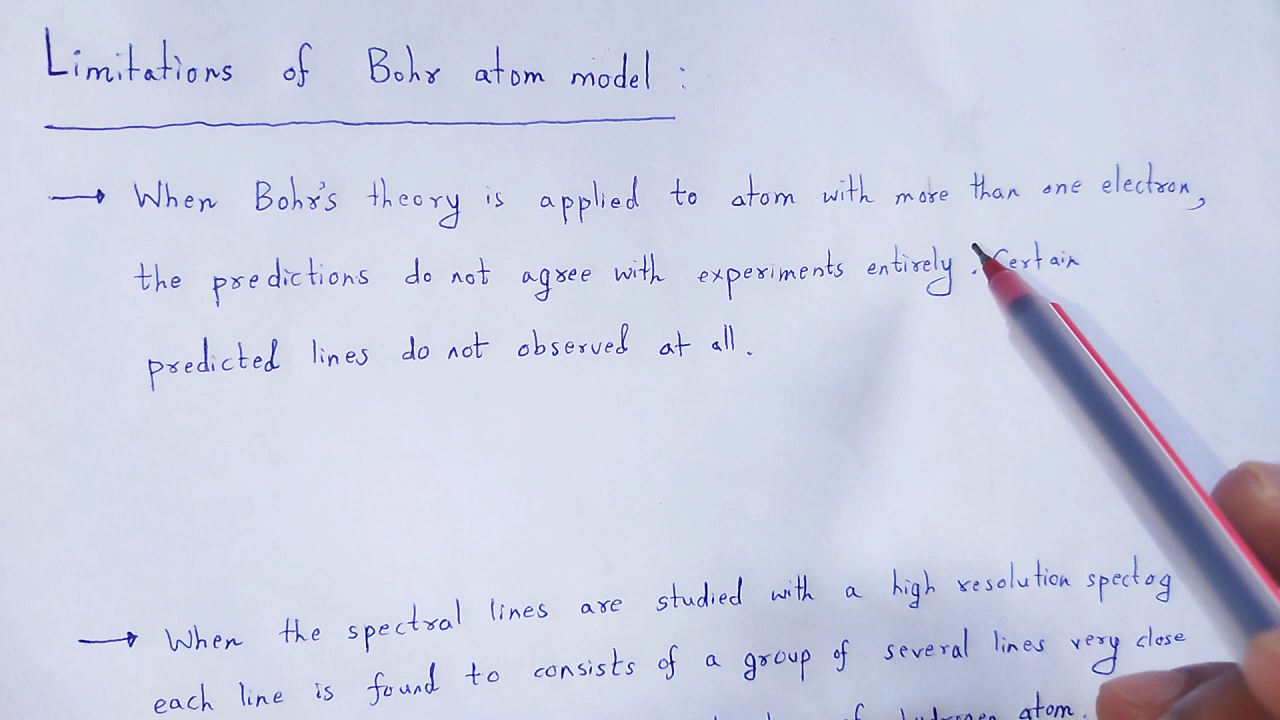 Limitations of Bohr atom model :
→ When Bohr's theory is applied to atom with more than one electron,
the predictions do not agree with experiments entirely. Certain
predicted lines do not observed at all.
→ When the spectral lines are studied with a high resolution spectog
each line is found to consists of a group of several lines very close
of hydrogen atom.